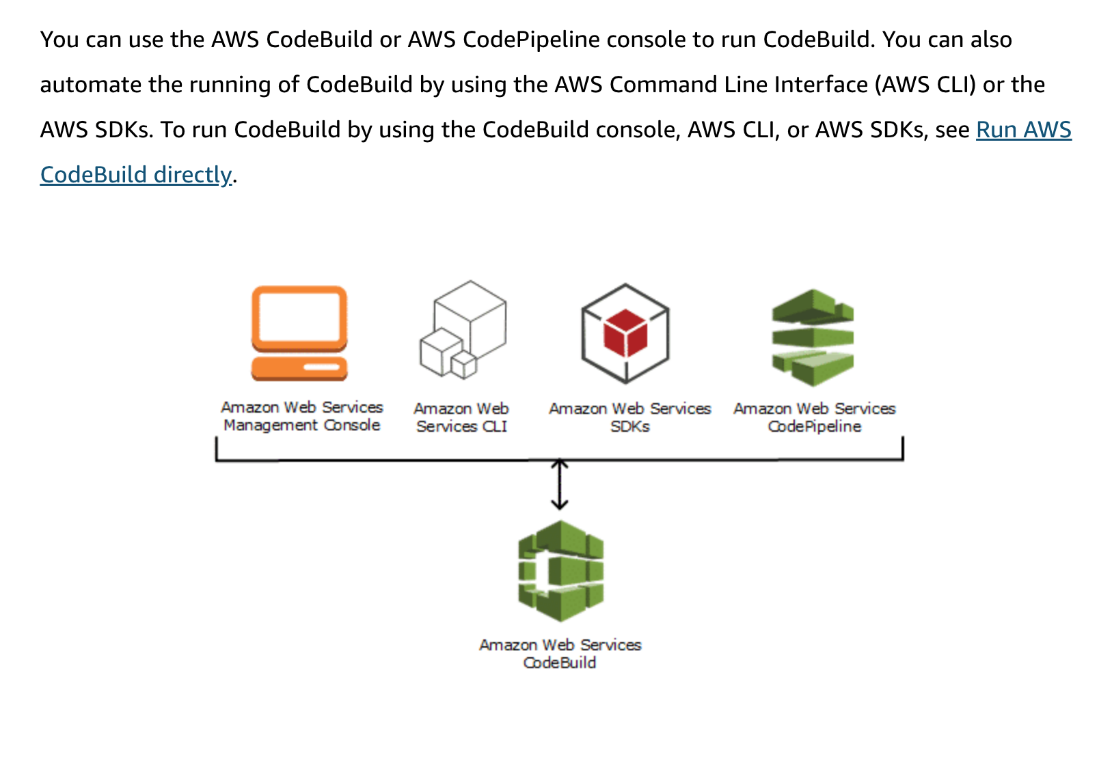 You can use the AWS CodeBuild or AWS CodePipeline console to run CodeBuild. You can also
automate the running of CodeBuild by using the AWS Command Line Interface (AWS CLI) or the
AWS SDKs. To run CodeBuild by using the CodeBuild console, AWS CLI, or AWS SDKs, see Run AWS
CodeBuild directly.
Amazon Web Services
Management Console
Amazon Web
Services CLI
Amazon Web Services
SDKs
Amazon Web Services
CodePipeline
Amazon Web Services
CodeBuild